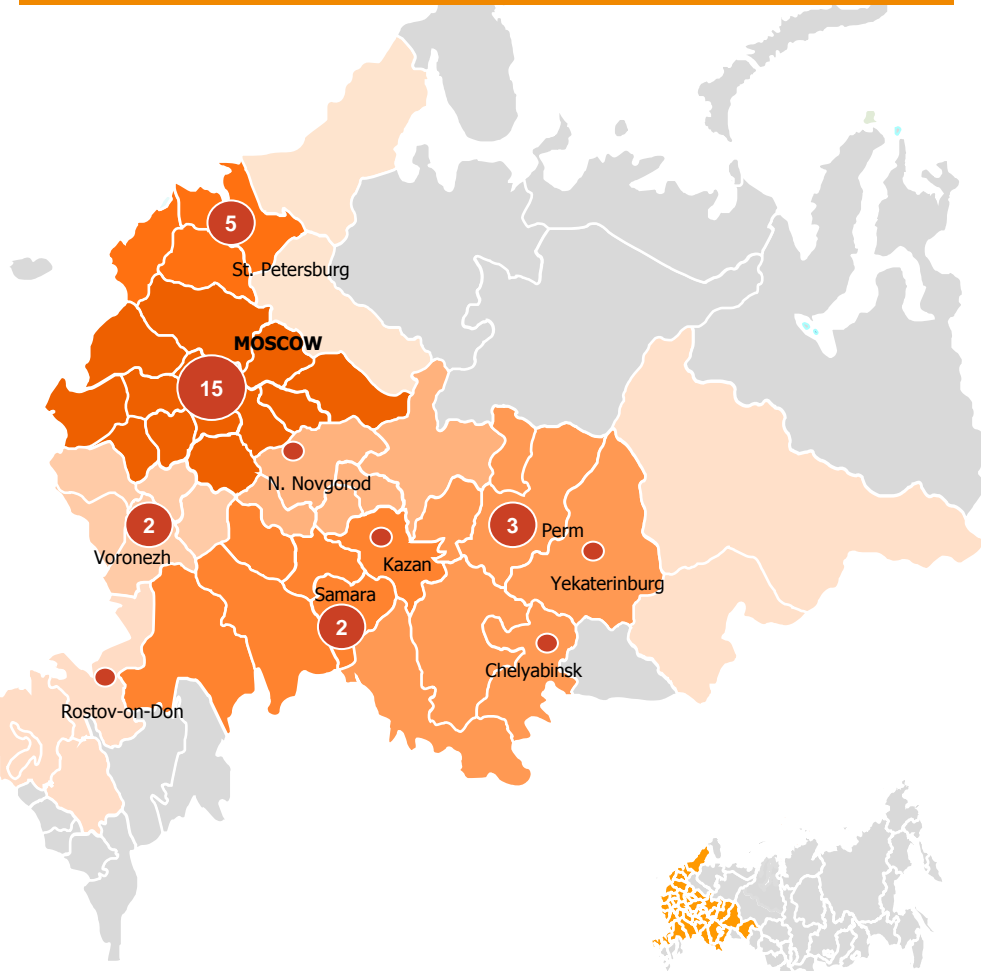 5
St. Petersburg
MOSCOW
15
N. Novgorod
2
Voronezh
3
Perm
Kazan
Yekaterinburg
Samara
2
Chelyabinsk
Rostov-on-Don